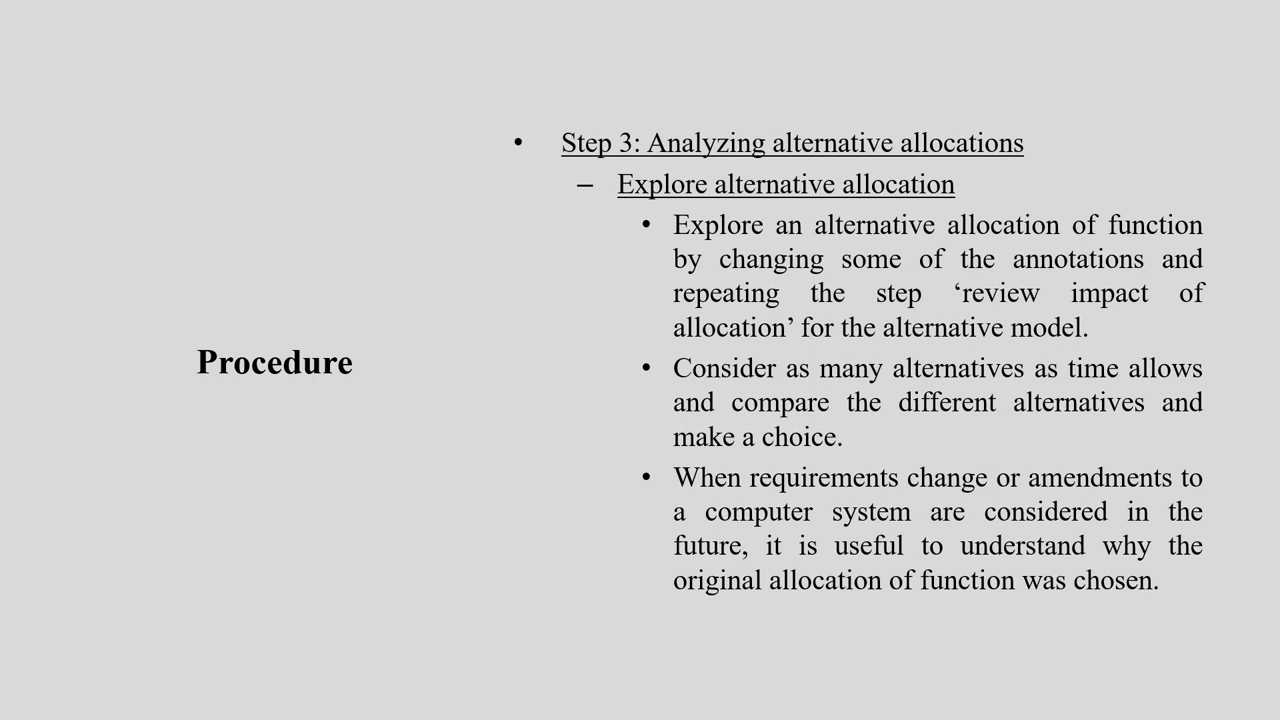 Procedure
• Step 3: Analyzing alternative allocations
– Explore alternative allocation
• Explore an alternative allocation of function
by changing some of the annotations and
repeating the step ‘review impact of
allocation’ for the alternative model.
• Consider as many alternatives as time allows
and compare the different alternatives and
make a choice.
• When requirements change or amendments to
a computer system are considered in the
future, it is useful to understand why the
original allocation of function was chosen.